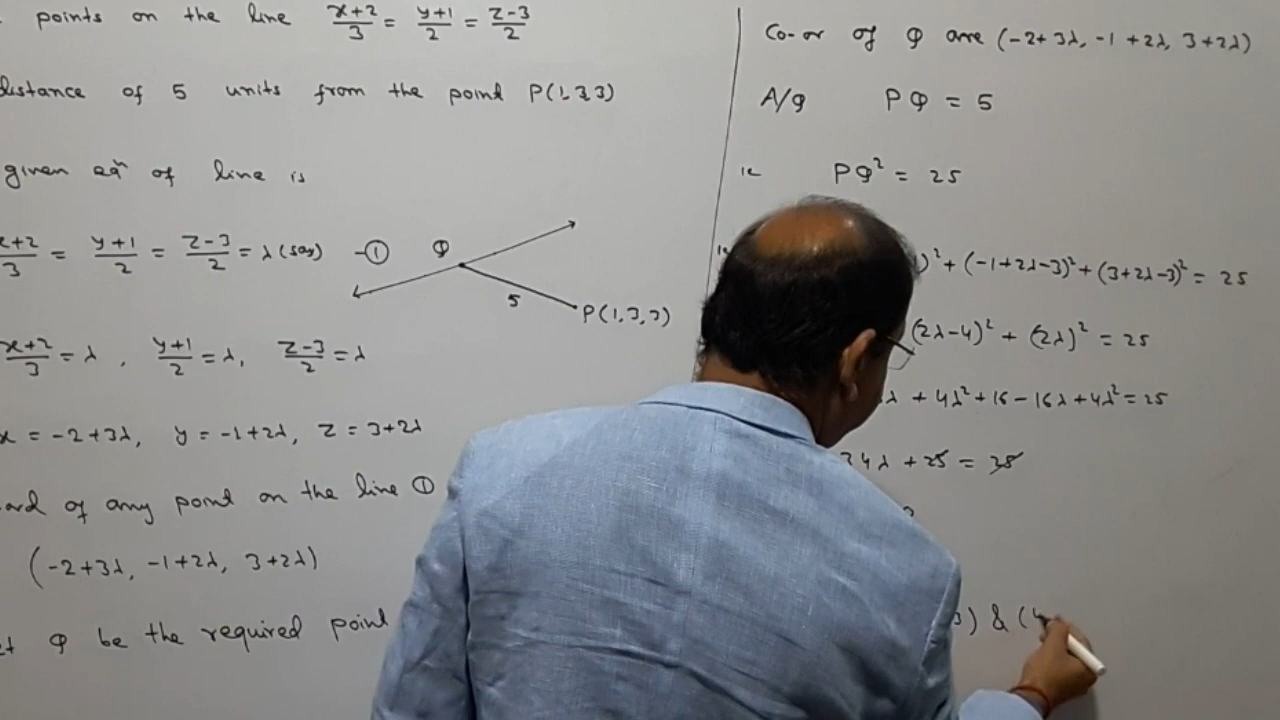 points on the line x+2/3 = y+1/2 = z-3/2
distance of 5 units from the point P(1,3,3)
given eqⁿ of line is
x+2/3 = y+1/2 = z-3/2 = λ (say) -①
x+2/3 = λ, y+1/2 = λ, z-3/2 = λ
x = -2+3λ, y = -1+2λ, z = 3+2λ
of any point on the line ①
(-2+3λ, -1+2λ, 3+2λ)
Q be the required point
Q
5
P(1,3,3)
Co-or of Q are (-2+3λ, -1+2λ, 3+2λ)
A/Q PQ = 5
ie PQ² = 25
)² + (-1+2λ-3)² + (3+2λ-3)² = 25
(2λ-4)² + (2λ)² = 25
λ + 4λ² + 16 - 16λ + 4λ² = 25
34λ + 25 = 25
3) & (4